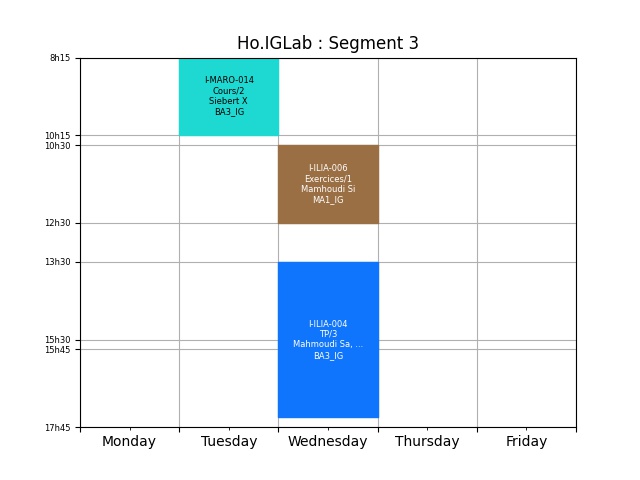 Ho.IGLab : Segment 3
8h15
I-MARO-014
Cours/2
Siebert X
BA3_IG
10h15
10h30
I-ILIA-006
Exercices/1
Mamhoudi Si
MA1_IG
12h30
13h30
I-ILIA-004
TP/3
Mahmoudi Sa, ...
BA3_IG
15h30
15h45
17h45
Monday Tuesday Wednesday Thursday Friday